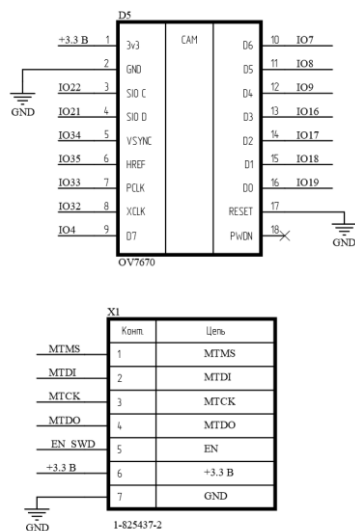 D5
+3.3 В 1 3v3 CAM D6 10 IO7
2 GND D5 11 IO8
IO22 3 SIO C D4 12 IO9
GND
IO21 4 SIO D D3 13 IO16
IO34 5 VSYNC D2 14 IO17
IO35 6 HREF D1 15 IO18
IO33 7 PCLK D0 16 IO19
IO32 8 XCLK RESET 17
IO4 9 D7 PWDN 18
GND
OV7670
X1
Конт. Цепь
MTMS 1 MTMS
MTDI 2 MTDI
MTCK 3 MTCK
MTDO 4 MTDO
EN SWD 5 EN
+3.3 В 6 +3.3 В
7 GND
GND
1-825437-2